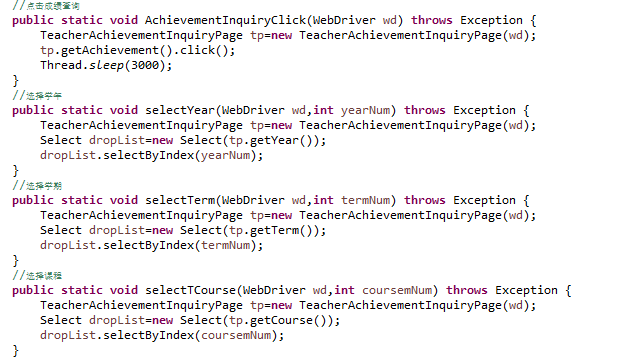 //点击成绩查询
public static void AchievementInquiryClick(WebDriver wd) throws Exception {
    TeacherAchievementInquiryPage tp=new TeacherAchievementInquiryPage(wd);
    tp.getAchievement().click();
    Thread.sleep(3000);
}
//选择学年
public static void selectYear(WebDriver wd,int yearNum) throws Exception {
    TeacherAchievementInquiryPage tp=new TeacherAchievementInquiryPage(wd);
    Select dropList=new Select(tp.getYear());
    dropList.selectByIndex(yearNum);
}
//选择学期
public static void selectTerm(WebDriver wd,int termNum) throws Exception {
    TeacherAchievementInquiryPage tp=new TeacherAchievementInquiryPage(wd);
    Select dropList=new Select(tp.getTerm());
    dropList.selectByIndex(termNum);
}
//选择课程
public static void selectTCourse(WebDriver wd,int coursemNum) throws Exception {
    TeacherAchievementInquiryPage tp=new TeacherAchievementInquiryPage(wd);
    Select dropList=new Select(tp.getCourse());
    dropList.selectByIndex(coursemNum);
}